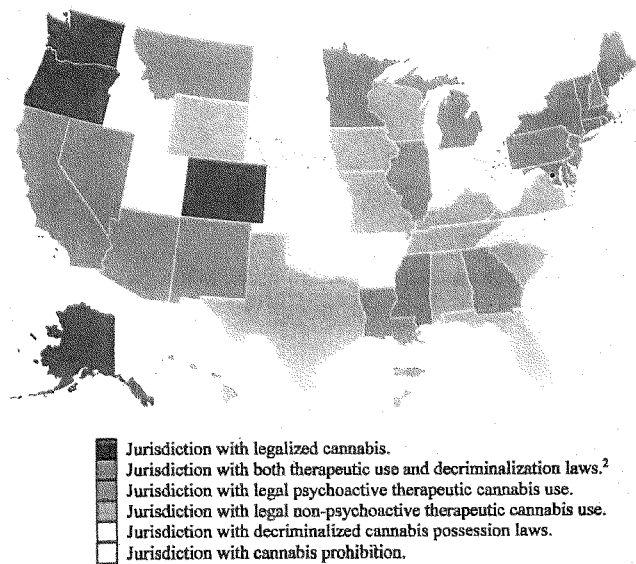 Jurisdiction with legalized cannabis.
Jurisdiction with both therapeutic use and decriminalization laws.²
Jurisdiction with legal psychoactive therapeutic cannabis use.
Jurisdiction with legal non-psychoactive therapeutic cannabis use.
Jurisdiction with decriminalized cannabis possession laws.
Jurisdiction with cannabis prohibition.